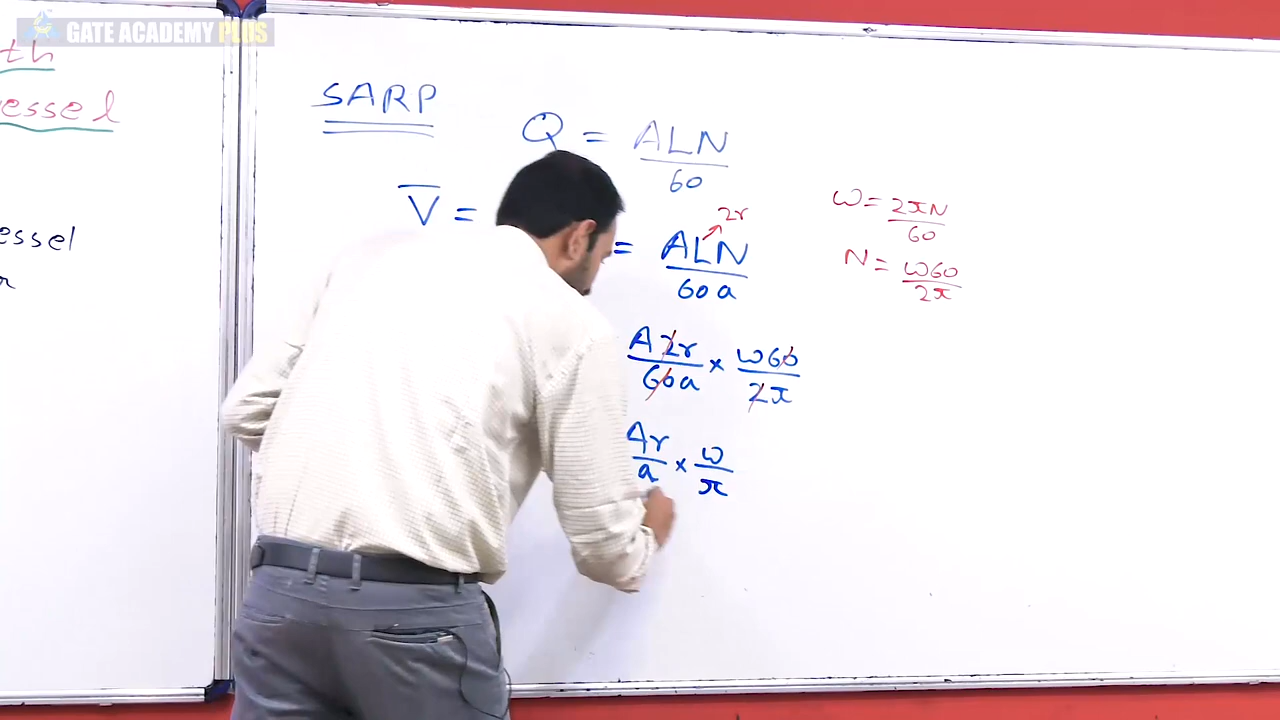 GATE ACADEMY PLUS
th
essel
essel
r
SARP
Q = ALN/60
V̅ =
= ALN/60a
2r
A2r/60a × ω60/2π
Ar/a × ω/π
ω = 2πN/60
N = ω60/2π